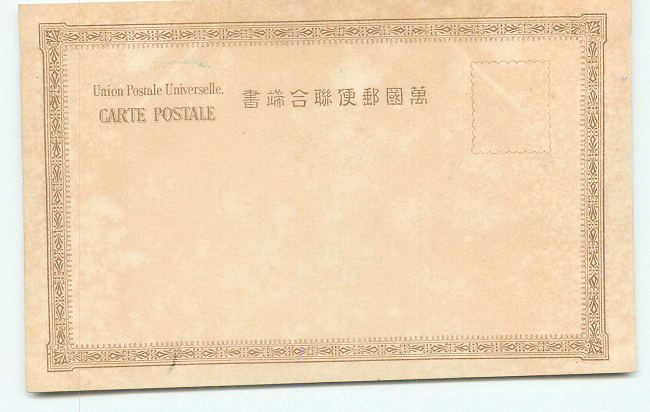 Union Postale Universelle.
CARTE POSTALE
萬國郵便聯合端書